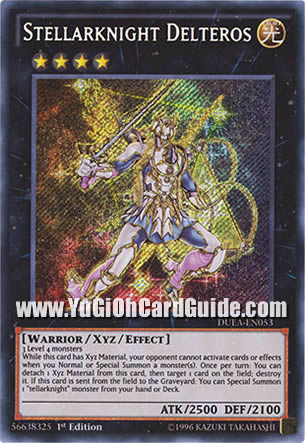 STELLARKNIGHT DELTEROS
光
www.YuGiOhCardGuide.com
DUEA-EN053
[WARRIOR / XYZ / EFFECT]
3 Level 4 monsters
While this card has Xyz Material, your opponent cannot activate cards or effects
when you Normal or Special Summon a monster(s). Once per turn: You can
detach 1 Xyz Material from this card, then target 1 card on the field; destroy
it. If this card is sent from the field to the Graveyard: You can Special Summon
1 "tellarknight" monster from your hand or Deck.
ATK/2500 DEF/2100
56638325 1st Edition ©1996 KAZUKI TAKAHASHI